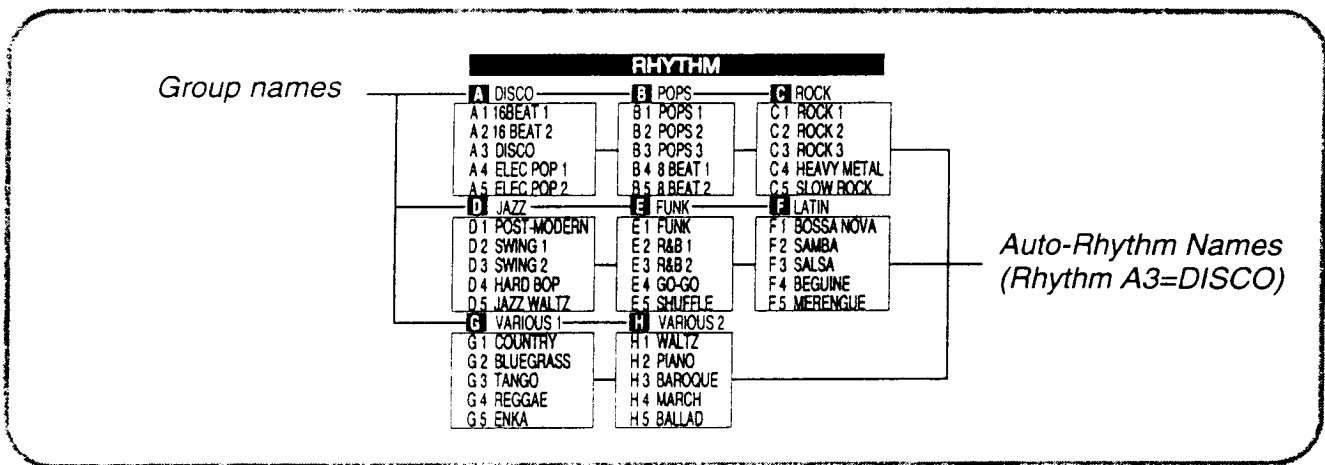 RHYTHM
Group names
A DISCO B POPS C ROCK
A 1 16BEAT 1 B 1 POPS 1 C 1 ROCK 1
A 2 16 BEAT 2 B 2 POPS 2 C 2 ROCK 2
A 3 DISCO B 3 POPS 3 C 3 ROCK 3
A 4 ELEC POP 1 B 4 8 BEAT 1 C 4 HEAVY METAL
A 5 ELEC POP 2 B 5 8 BEAT 2 C 5 SLOW ROCK
D JAZZ E FUNK F LATIN
D 1 POST-MODERN E 1 FUNK F 1 BOSSA NOVA
D 2 SWING 1 E 2 R&B 1 F 2 SAMBA
D 3 SWING 2 E 3 R&B 2 F 3 SALSA
D 4 HARD BOP E 4 GO-GO F 4 BEGUINE
D 5 JAZZ WALTZ E 5 SHUFFLE F 5 MERENGUE
Auto-Rhythm Names
(Rhythm A3=DISCO)
G VARIOUS 1 H VARIOUS 2
G 1 COUNTRY H 1 WALTZ
G 2 BLUEGRASS H 2 PIANO
G 3 TANGO H 3 BAROQUE
G 4 REGGAE H 4 MARCH
G 5 ENKA H 5 BALLAD